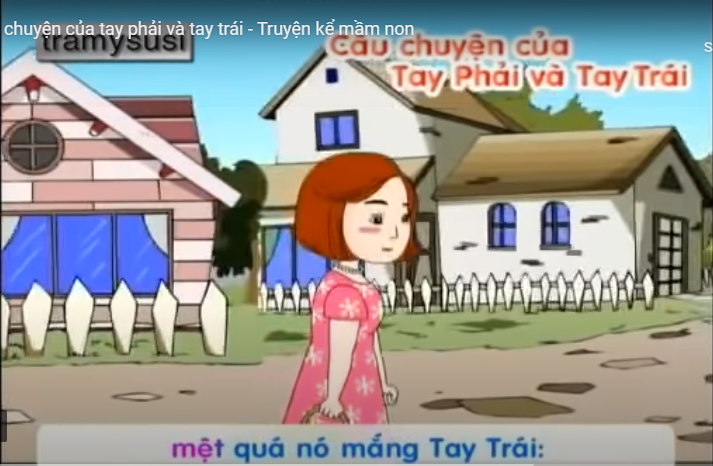 chuyện của tay phải và tay trái - Truyện kể mầm non
tramysusi
Câu chuyện của
Tay Phải và Tay Trái
s
mệt quá nó mắng Tay Trái: